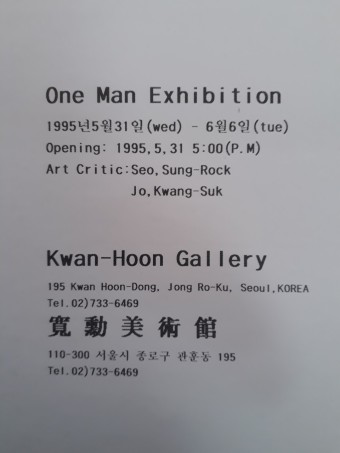 One Man Exhibition
1995년5월31일(wed) - 6월6일(tue)
Opening: 1995,5,31 5:00(P.M)
Art Critic:Seo,Sung-Rock
Jo,Kwang-Suk
Kwan-Hoon Gallery
195 Kwan Hoon-Dong, Jong Ro-Ku, Seoul,KOREA
Tel.02)733-6469
寬勳美術館
110-300 서울시 종로구 관훈동 195
Tel.02)733-6469